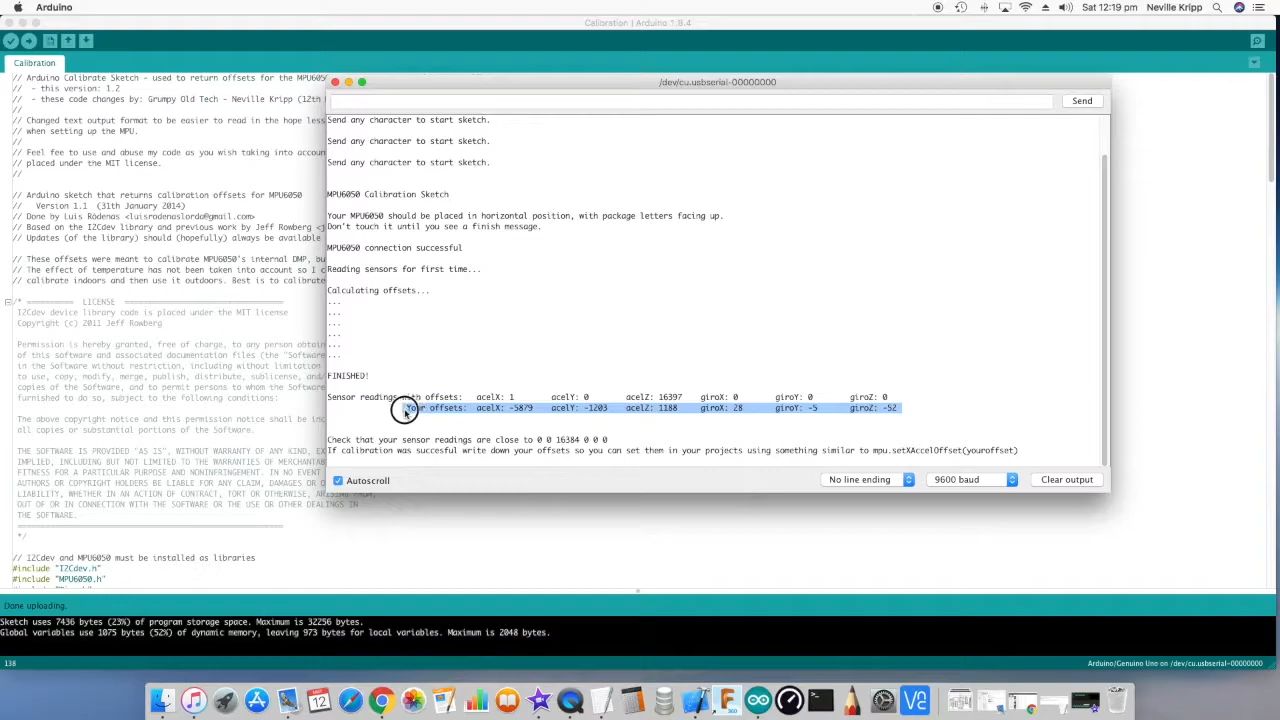 Arduino
Sat 12:19 pm Neville Kripp
Calibration | Arduino 1.8.4
Calibration
// Arduino Calibrate Sketch - used to return offsets for the MPU605
// - this version: 1.2
// - these code changes by: Grumpy Old Tech - Neville Kripp (12th
//
// Changed text output format to be easier to read in the hope less
// when setting up the MPU.
//
// Feel fee to use and abuse my code as you wish taking into accoun
// placed under the MIT license.
//
// Arduino sketch that returns calibration offsets for MPU6050
// Version 1.1 (31th January 2014)
// Done by Luis Ródenas <luisrodenaslorda@gmail.com>
// Based on the I2Cdev library and previous work by Jeff Rowberg <j
// Updates (of the library) should (hopefully) always be available
// These offsets were meant to calibrate MPU6050's internal DMP, bu
// The effect of temperature has not been taken into account so I c
// calibrate indoors and then use it outdoors. Best is to calibrate
/* ========== LICENSE ==================================
I2Cdev device library code is placed under the MIT license
Copyright (c) 2011 Jeff Rowberg
Permission is hereby granted, free of charge, to any person obtain
of this software and associated documentation files (the "Software
in the Software without restriction, including without limitation
to use, copy, modify, merge, publish, distribute, sublicense, and/
copies of the Software, and to permit persons to whom the Software
furnished to do so, subject to the following conditions:
The above copyright notice and this permission notice shall be inc
all copies or substantial portions of the Software.
THE SOFTWARE IS PROVIDED "AS IS", WITHOUT WARRANTY OF ANY KIND, EX
IMPLIED, INCLUDING BUT NOT LIMITED TO THE WARRANTIES OF MERCHANTAB
FITNESS FOR A PARTICULAR PURPOSE AND NONINFRINGEMENT. IN NO EVENT
AUTHORS OR COPYRIGHT HOLDERS BE LIABLE FOR ANY CLAIM, DAMAGES OR O
LIABILITY, WHETHER IN AN ACTION OF CONTRACT, TORT OR OTHERWISE, ARISING FROM,
OUT OF OR IN CONNECTION WITH THE SOFTWARE OR THE USE OR OTHER DEALINGS IN
THE SOFTWARE.
===============================================
*/
// I2Cdev and MPU6050 must be installed as libraries
#include "I2Cdev.h"
#include "MPU6050.h"
/dev/cu.usbserial-00000000
Send
Send any character to start sketch.
Send any character to start sketch.
Send any character to start sketch.
MPU6050 Calibration Sketch
Your MPU6050 should be placed in horizontal position, with package letters facing up.
Don't touch it until you see a finish message.
MPU6050 connection successful
Reading sensors for first time...
Calculating offsets...
...
...
...
...
...
...
FINISHED!
Sensor readings offsets: acelX: 1 acelY: 0 acelZ: 16397 giroX: 0 giroY: 0 giroZ: 0
Your offsets: acelX: -5879 acelY: -1203 acelZ: 1188 giroX: 28 giroY: -5 giroZ: -52
Check that your sensor readings are close to 0 0 16384 0 0 0
If calibration was succesful write down your offsets so you can set them in your projects using something similar to mpu.setXAccelOffset(youroffset)
Autoscroll
No line ending
9600 baud
Clear output
Done uploading.
Sketch uses 7436 bytes (23%) of program storage space. Maximum is 32256 bytes.
Global variables use 1075 bytes (52%) of dynamic memory, leaving 973 bytes for local variables. Maximum is 2048 bytes.
138
Arduino/Genuino Uno on /dev/cu.usbserial-00000000